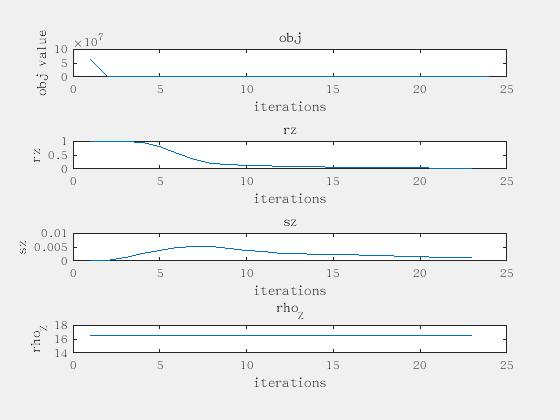 obj
10 ×10⁷
5
0
obj value
0 5 10 15 20 25
iterations
rz
1
0.5
0
rz
0 5 10 15 20 25
iterations
sz
0.01
0.005
0
sz
0 5 10 15 20 25
iterations
rho_z
18
16
14
rho_z
0 5 10 15 20 25
iterations